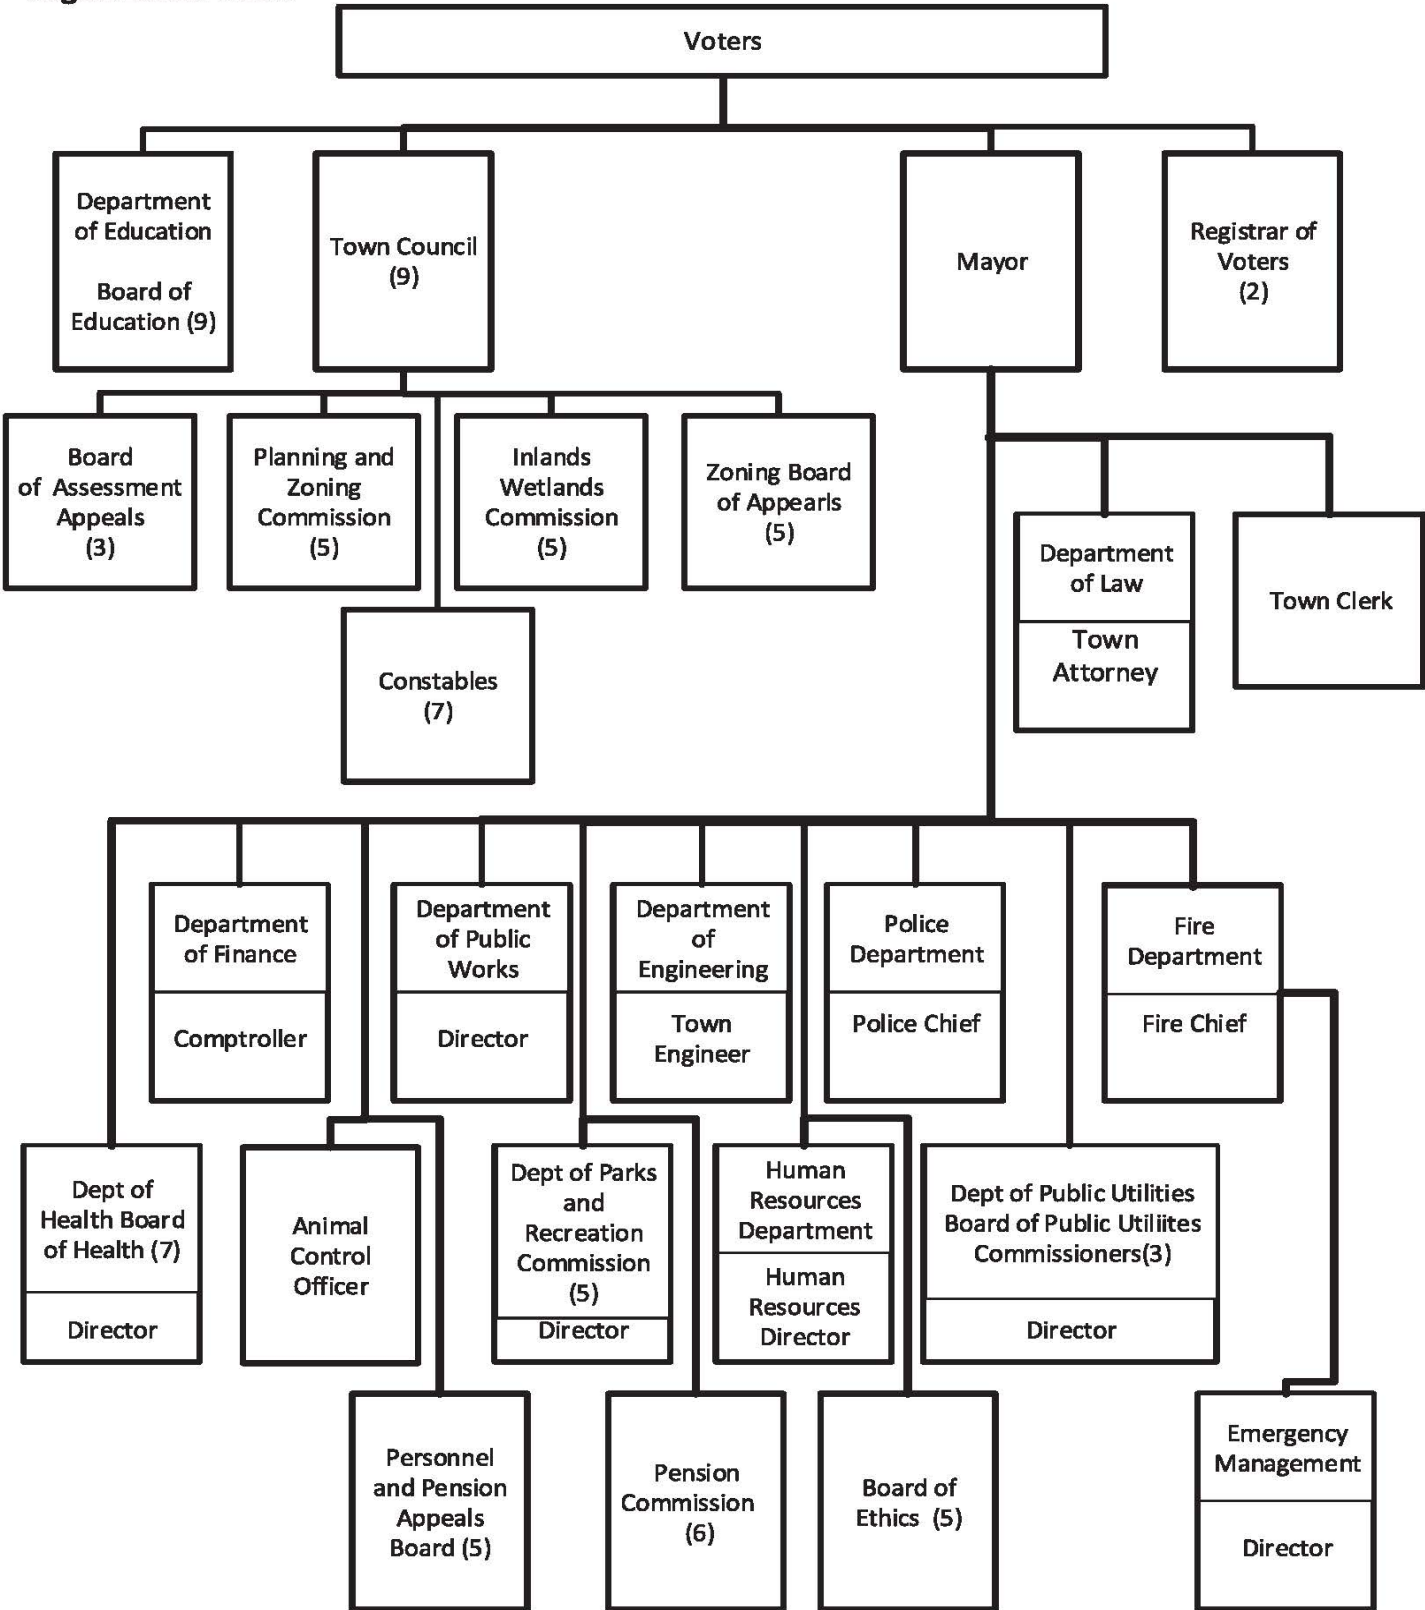 Voters
Department
of Education
Board of
Education (9)
Town Council
(9)
Mayor
Registrar of
Voters
(2)
Board
of Assessment
Appeals
(3)
Planning and
Zoning
Commission
(5)
Inlands
Wetlands
Commission
(5)
Zoning Board
of Appearls
(5)
Department
of Law
Town
Attorney
Town Clerk
Constables
(7)
Department
of Finance
Comptroller
Department
of Public
Works
Director
Department
of
Engineering
Town
Engineer
Police
Department
Police Chief
Fire
Department
Fire Chief
Dept of
Health Board
of Health (7)
Director
Animal
Control
Officer
Dept of Parks
and
Recreation
Commission
(5)
Director
Human
Resources
Department
Human
Resources
Director
Dept of Public Utilities
Board of Public Utiliites
Commissioners(3)
Director
Personnel
and Pension
Appeals
Board (5)
Pension
Commission
(6)
Board of
Ethics (5)
Emergency
Management
Director